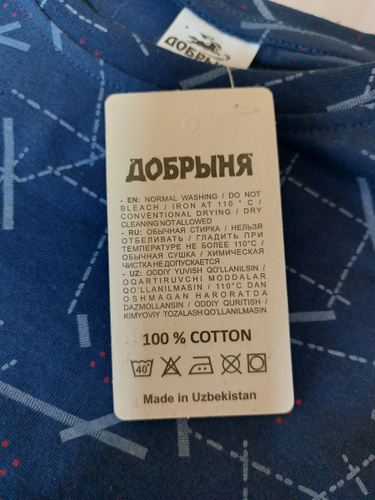 ДОБРЫНЯ
ДОБРЫНЯ
- EN: NORMAL WASHING / DO NOT
BLEACH / IRON AT 110 ° C /
CONVENTIONAL DRYING / DRY
CLEANING NOT ALLOWED
- RU: ОБЫЧНАЯ СТИРКА / НЕЛЬЗЯ
ОТБЕЛИВАТЬ / ГЛАДИТЬ ПРИ
ТЕМПЕРАТУРЕ НЕ БОЛЕЕ 110°C /
ОБЫЧНАЯ СУШКА / ХИМИЧЕСКАЯ
ЧИСТКА НЕ ДОПУСКАЕТСЯ
- UZ: ODDIY YUVISH QO'LLANILSIN /
OQARTIRUVCHI MODDALAR
QO'LLANILMASIN / 110°C DAN
OSHMAGAN HARORATDA
DAZMOLLANSIN / ODDIY QURITISH /
KIMYOVIY TOZALASH QO'LLANILMASIN
100 % COTTON
40°
Made in Uzbekistan